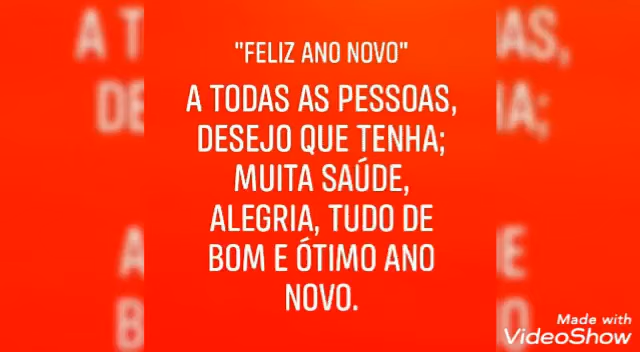 "FELIZ ANO NOVO"
A TODAS AS PESSOAS,
DESEJO QUE TENHA;
MUITA SAÚDE,
ALEGRIA, TUDO DE
BOM E ÓTIMO ANO
NOVO.
Made with
VideoShow